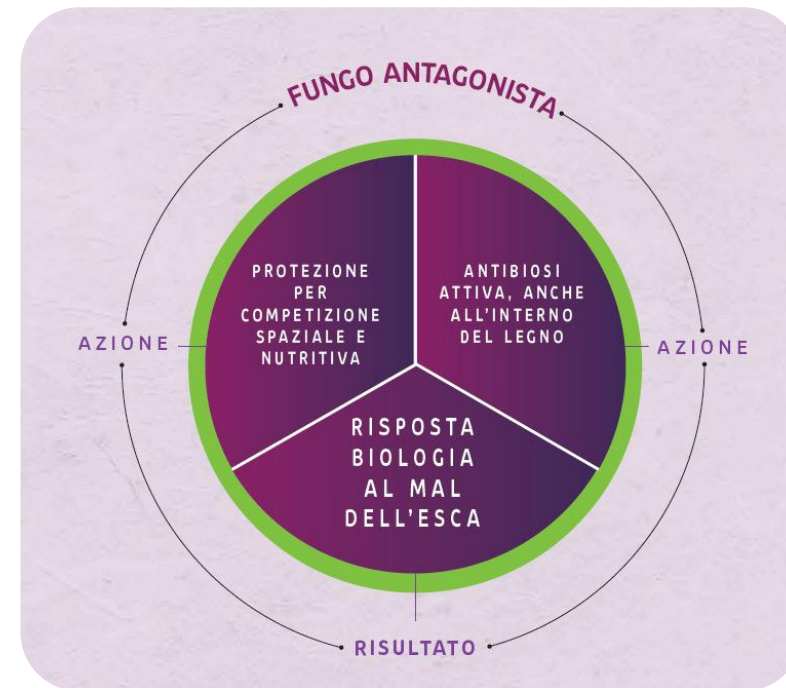 FUNGO ANTAGONISTA
PROTEZIONE
PER
COMPETIZIONE
SPAZIALE E
NUTRITIVA
ANTIBIOSI
ATTIVA, ANCHE
ALL'INTERNO
DEL LEGNO
AZIONE
AZIONE
RISPOSTA
BIOLOGIA
AL MAL
DELL'ESCA
RISULTATO